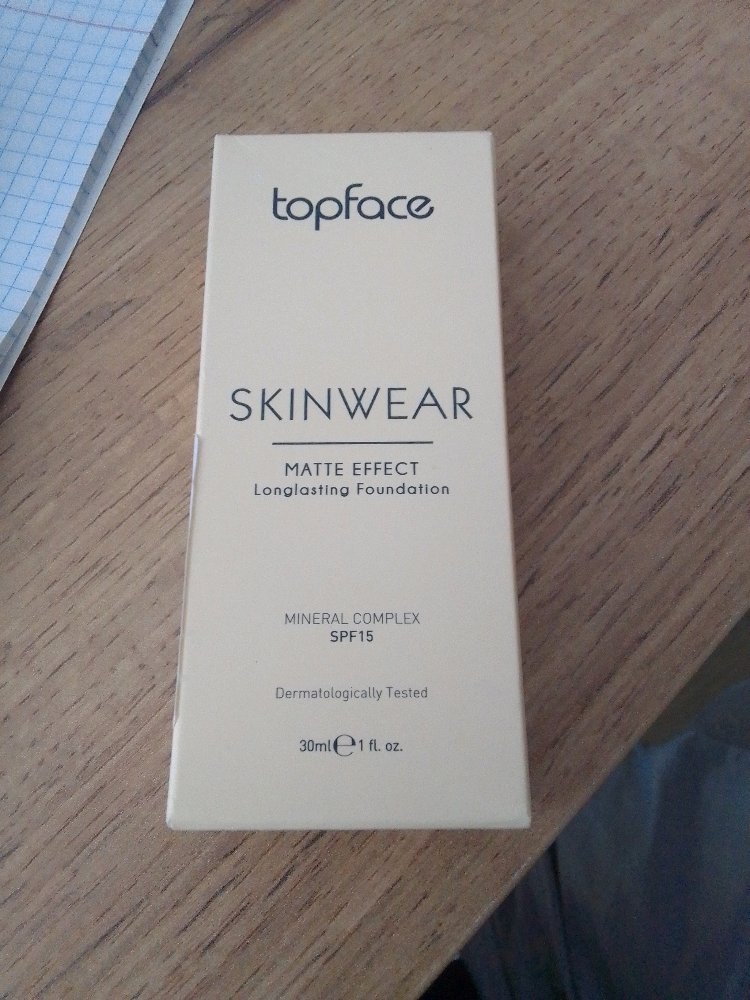 topface
SKINWEAR
MATTE EFFECT
Longlasting Foundation
MINERAL COMPLEX
SPF15
Dermatologically Tested
30ml℮1 fl. oz.